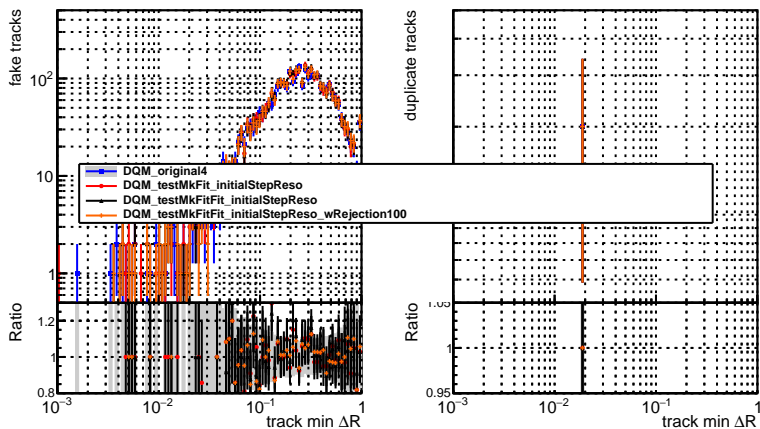 fake tracks
10²
10
1
DQM_original4
DQM_testMkFit_initialStepReso
DQM_testMkFitFit_initialStepReso
DQM_testMkFitFit_initialStepReso_wRejection100
Ratio
1.2
1
0.8
10⁻³
10⁻²
10⁻¹
1
track min ΔR
duplicate tracks
Ratio
1.05
1
0.95
10⁻³
10⁻²
10⁻¹
1
track min ΔR